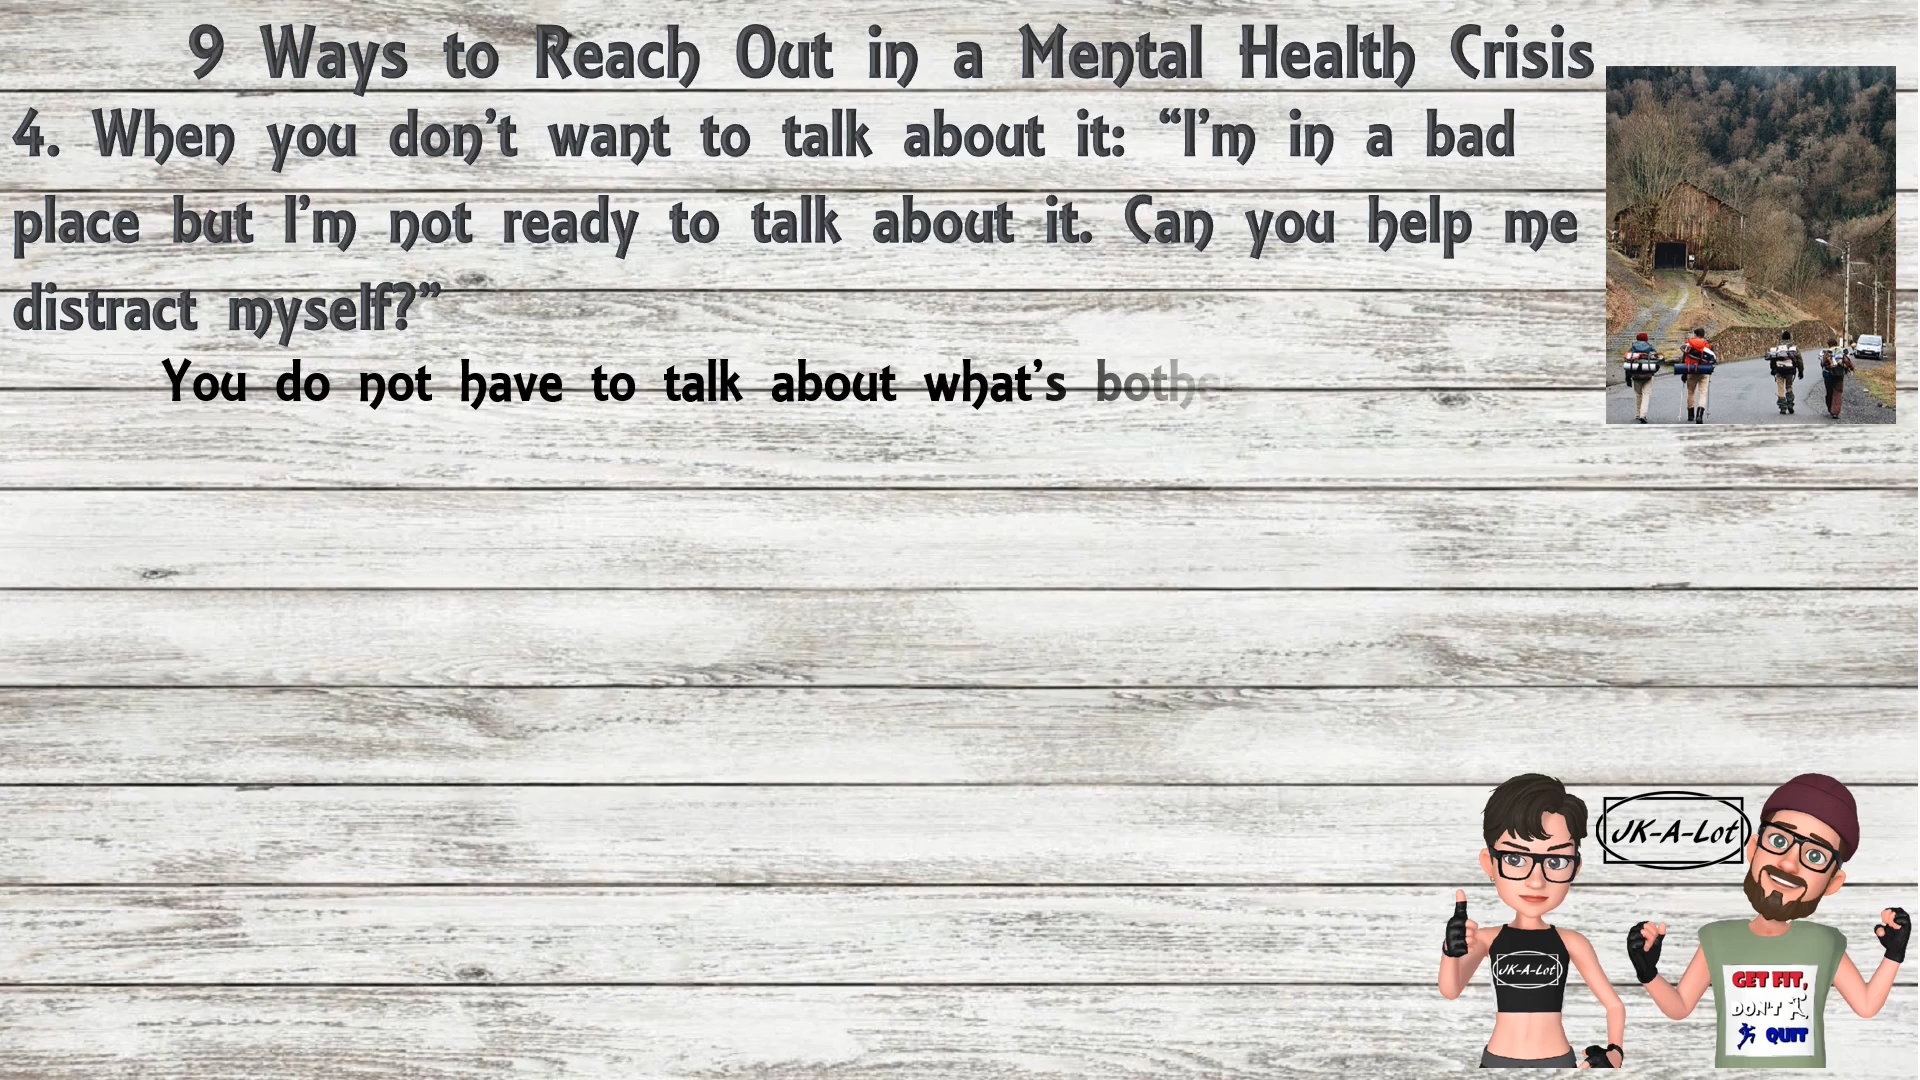 9 Ways to Reach Out in a Mental Health Crisis
4. When you don’t want to talk about it: “I’m in a bad
place but I’m not ready to talk about it. Can you help me
distract myself?”
You do not have to talk about what’s
JK-A-Lot
JK-A-Lot
GET FIT,
DON'T
QUIT